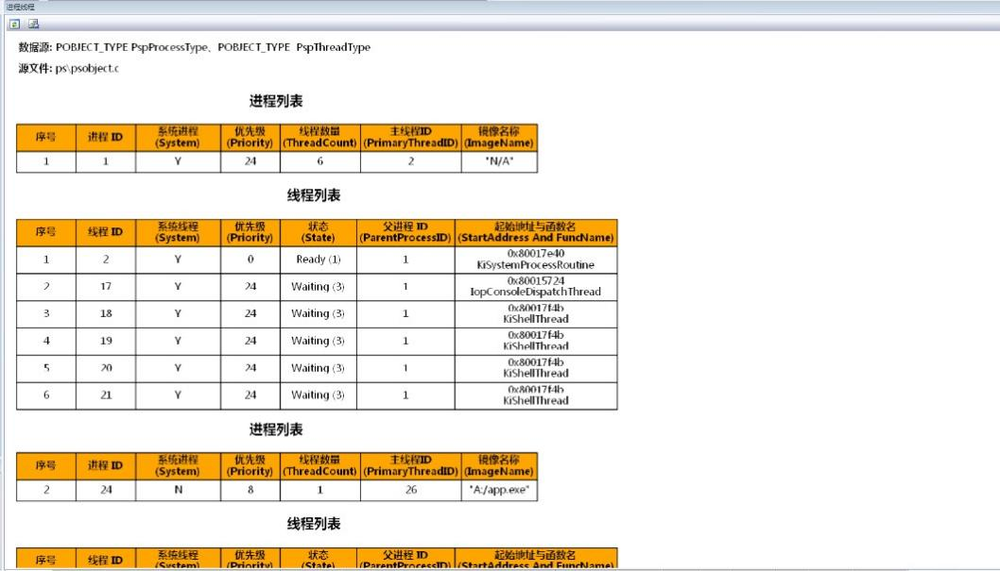 进程线程
数据源: POBJECT_TYPE PspProcessType、POBJECT_TYPE PspThreadType
源文件: ps\psobject.c
进程列表
序号 进程 ID 系统进程 (System) 优先级 (Priority) 线程数量 (ThreadCount) 主线程ID (PrimaryThreadID) 镜像名称 (ImageName)
1 1 Y 24 6 2 "N/A"
线程列表
序号 线程 ID 系统线程 (System) 优先级 (Priority) 状态 (State) 父进程 ID (ParentProcessID) 起始地址与函数名 (StartAddress And FuncName)
1 2 Y 0 Ready (1) 1 0x80017e40 KiSystemProcessRoutine
2 17 Y 24 Waiting (3) 1 0x80015724 IopConsoleDispatchThread
3 18 Y 24 Waiting (3) 1 0x80017f4b KiShellThread
4 19 Y 24 Waiting (3) 1 0x80017f4b KiShellThread
5 20 Y 24 Waiting (3) 1 0x80017f4b KiShellThread
6 21 Y 24 Waiting (3) 1 0x80017f4b KiShellThread
进程列表
序号 进程 ID 系统进程 (System) 优先级 (Priority) 线程数量 (ThreadCount) 主线程ID (PrimaryThreadID) 镜像名称 (ImageName)
2 24 N 8 1 26 "A:/app.exe"
线程列表
序号 线程 ID 系统线程 (System) 优先级 (Priority) 状态 (State) 父进程 ID (ParentProcessID) 起始地址与函数名 (StartAddress And FuncName)